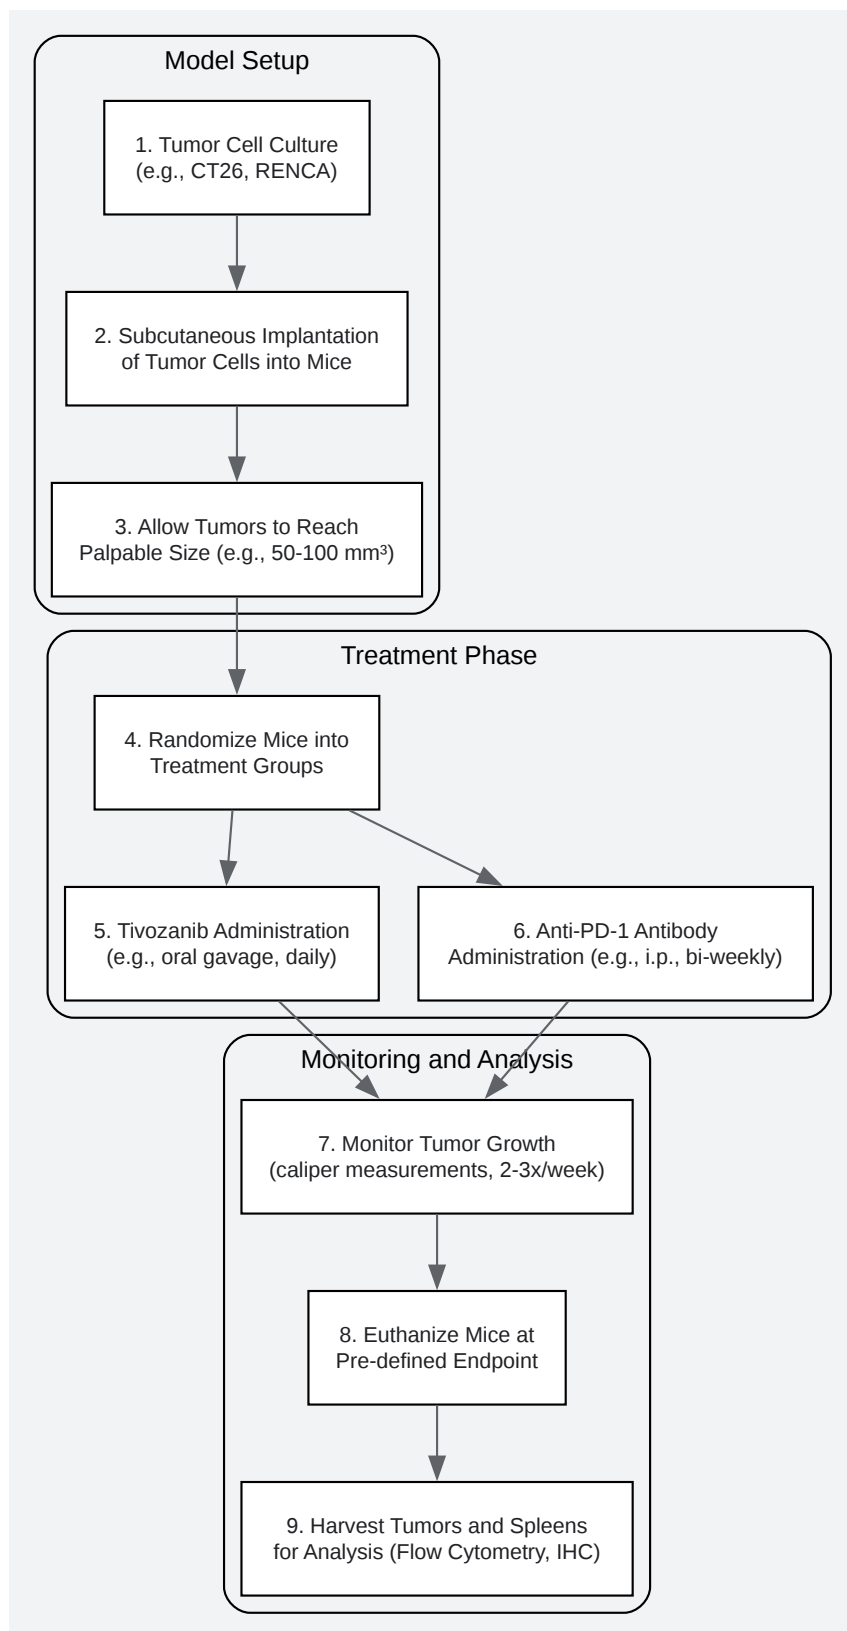 Model Setup
1. Tumor Cell Culture
(e.g., CT26, RENCA)
2. Subcutaneous Implantation
of Tumor Cells into Mice
3. Allow Tumors to Reach
Palpable Size (e.g., 50-100 mm³)
Treatment Phase
4. Randomize Mice into
Treatment Groups
5. Tivozanib Administration
(e.g., oral gavage, daily)
6. Anti-PD-1 Antibody
Administration (e.g., i.p., bi-weekly)
Monitoring and Analysis
7. Monitor Tumor Growth
(caliper measurements, 2-3x/week)
8. Euthanize Mice at
Pre-defined Endpoint
9. Harvest Tumors and Spleens
for Analysis (Flow Cytometry, IHC)